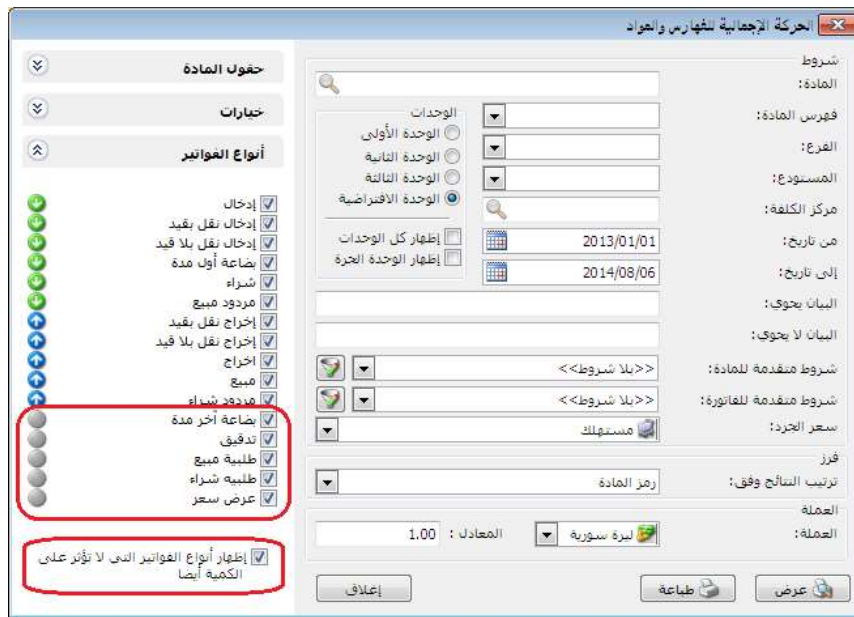 الحركة الإجمالية للفهارس والمواد
شروط
المادة:
فهرس المادة:
الفرع:
المستودع:
مركز الكلفة:
من تاريخ: 2013/01/01
إلى تاريخ: 2014/08/06
الوحدات
الوحدة الأولى
الوحدة الثانية
الوحدة الثالثة
الوحدة الافتراضية
إظهار كل الوحدات
إظهار الوحدة الحرة
البيان يحوي:
البيان لا يحوي:
شروط متقدمة للمادة: <<بلا شروط>>
شروط متقدمة للفاتورة: <<بلا شروط>>
سعر الجرد: مستهلك
فرز
ترتيب النتائج وفق: رمز المادة
العملة
العملة: ليرة سورية المعادل : 1.00
عرض طباعة إغلاق
حقول المادة
خيارات
أنواع الفواتير
إدخال
إدخال نقل بقيد
إدخال نقل بلا قيد
بضاعة أول مدة
شراء
مردود مبيع
إخراج نقل بقيد
إخراج نقل بلا قيد
اخراج
مبيع
مردود شراء
بضاعة آخر مدة
تدقيق
طلبية مبيع
طلبيه شراء
عرض سعر
إظهار أنواع الفواتير التي لا تؤثر على
الكمية أيضا